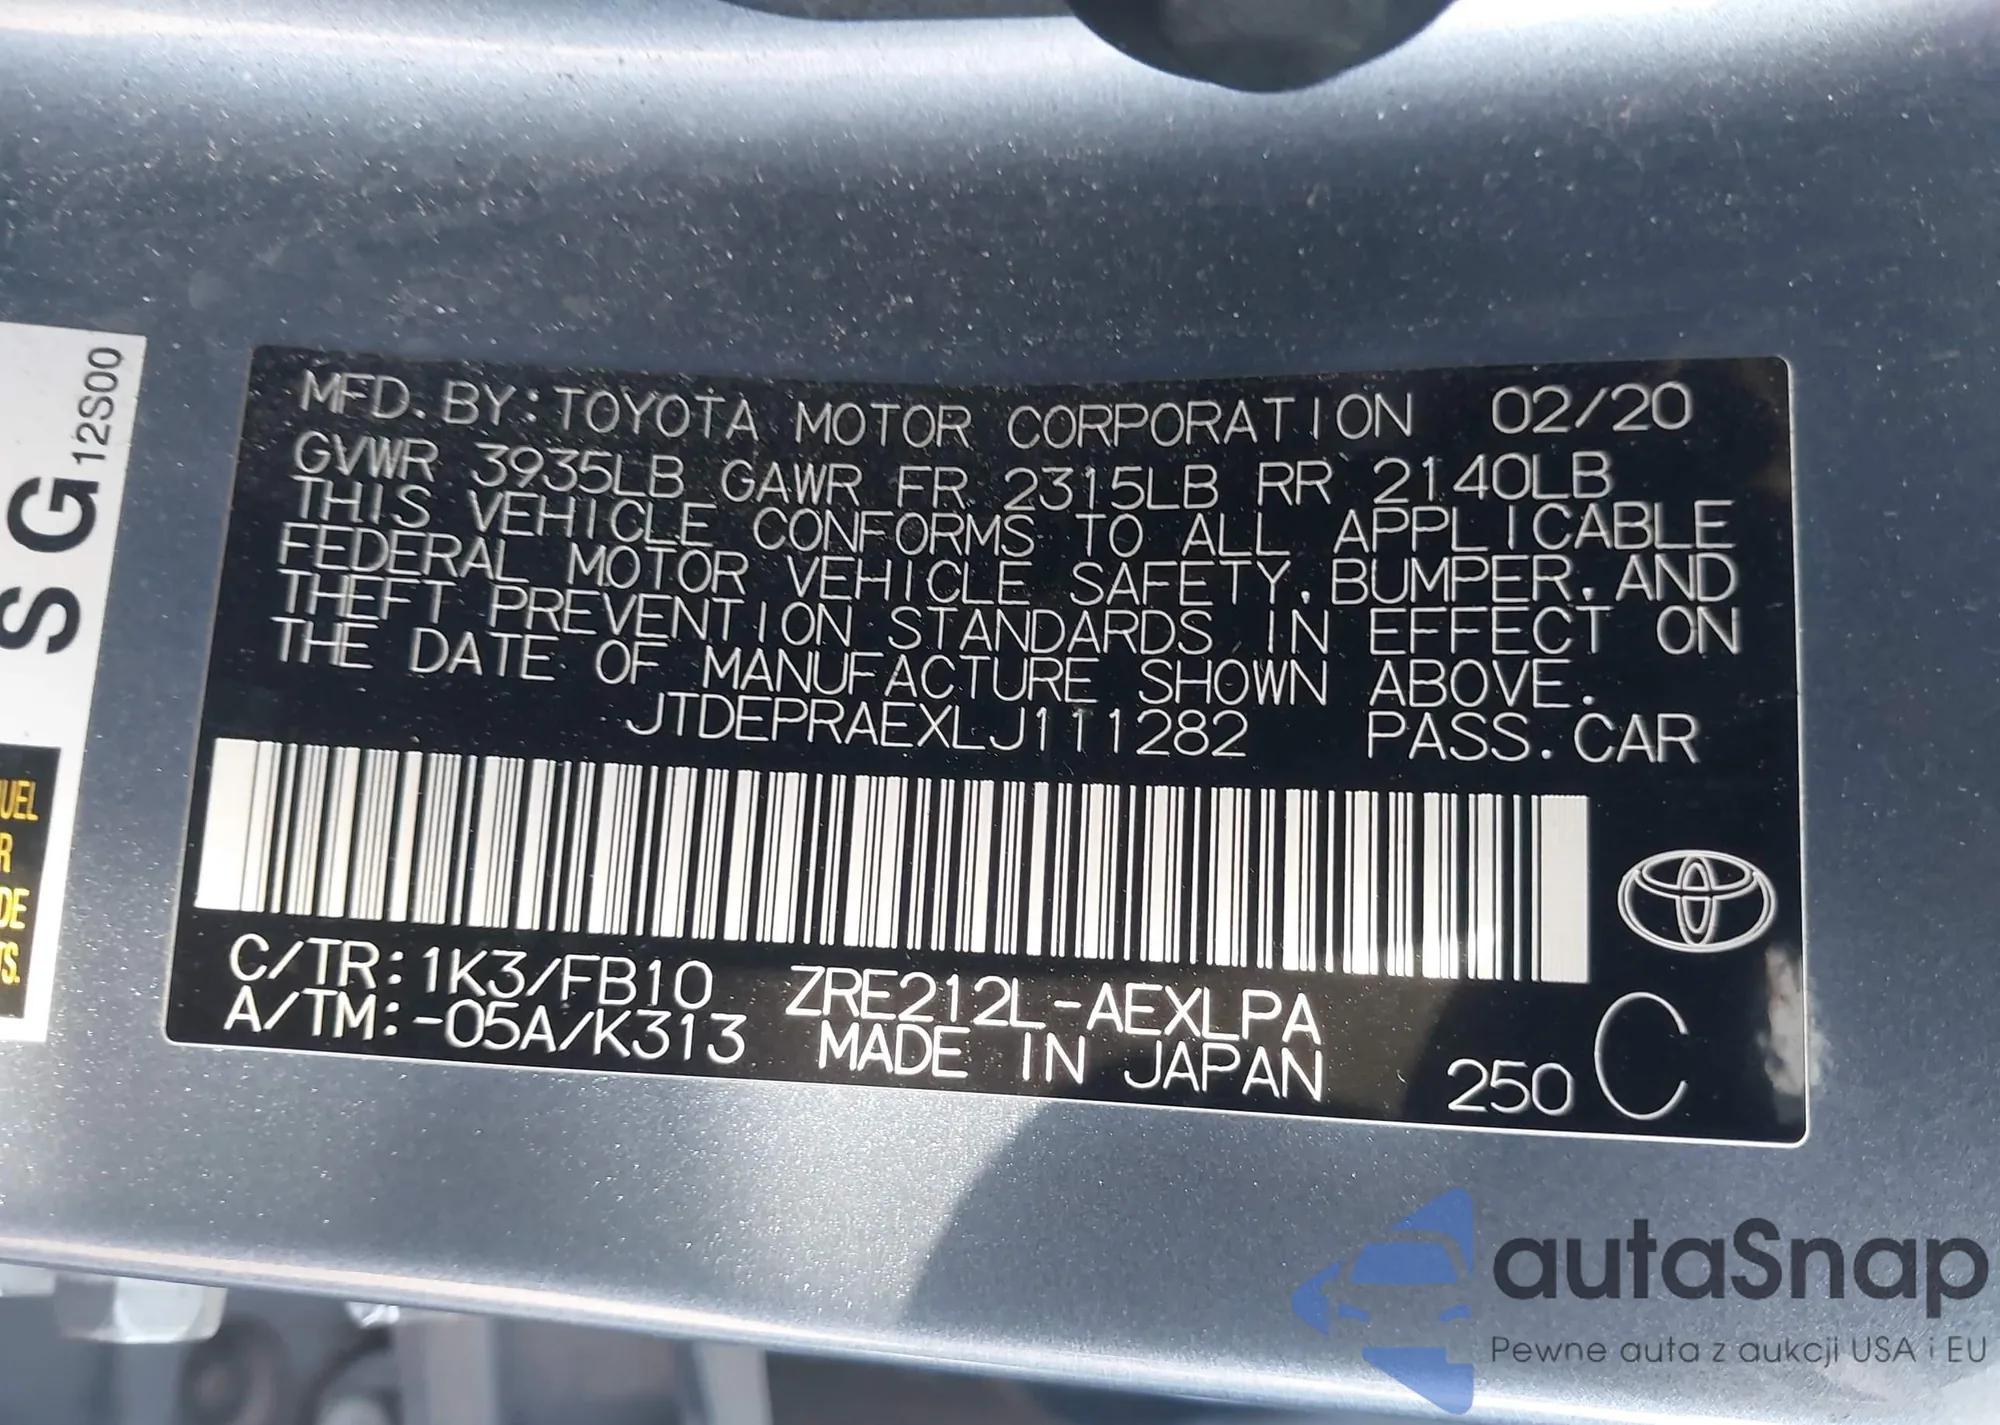 MFD. BY: TOYOTA MOTOR CORPORATION 02/20
GVWR 3935LB GAWR FR 2315LB RR 2140LB
THIS VEHICLE CONFORMS TO ALL APPLICABLE
FEDERAL MOTOR VEHICLE SAFETY, BUMPER, AND
THEFT PREVENTION STANDARDS IN EFFECT ON
THE DATE OF MANUFACTURE SHOWN ABOVE.
JTDEPRAEXLJ111282 PASS. CAR
C/TR: 1K3/FB10 ZRE212L-AEXLPA
A/TM: -05A/K313 MADE IN JAPAN
250 C
S G 12S00
UEL
R
DE
TS.
autaSnap
Pewne auta z aukcji USA i EU